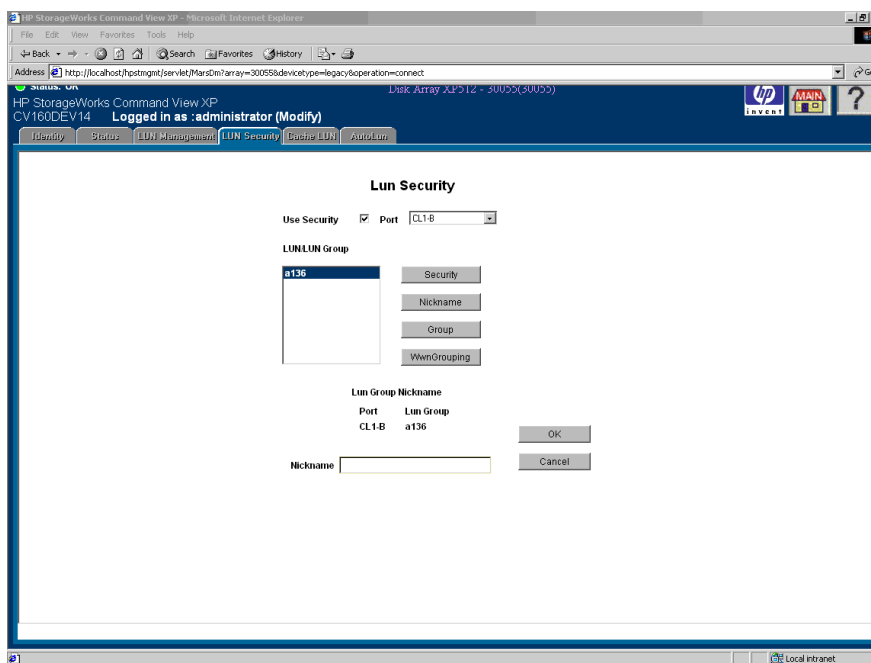 HP StorageWorks Command View XP - Microsoft Internet Explorer
File Edit View Favorites Tools Help
Back Search Favorites History
Address http://localhost/hpstmgmt/servlet/MarsDm?array=30055&devicetype=legacy&operation=connect
Status: OK
Disk Array XP512 - 30055(30055)
HP StorageWorks Command View XP
CV160DEV14 Logged in as :administrator (Modify)
hp
invent
MAIN
?
Identity Status LUN Management LUN Security Cache LUN AutoLun
Lun Security
Use Security Port CL1-B
LUN/LUN Group
a136
Security
Nickname
Group
WwnGrouping
Lun Group Nickname
Port Lun Group
CL1-B a136
OK
Nickname
Cancel
Local intranet